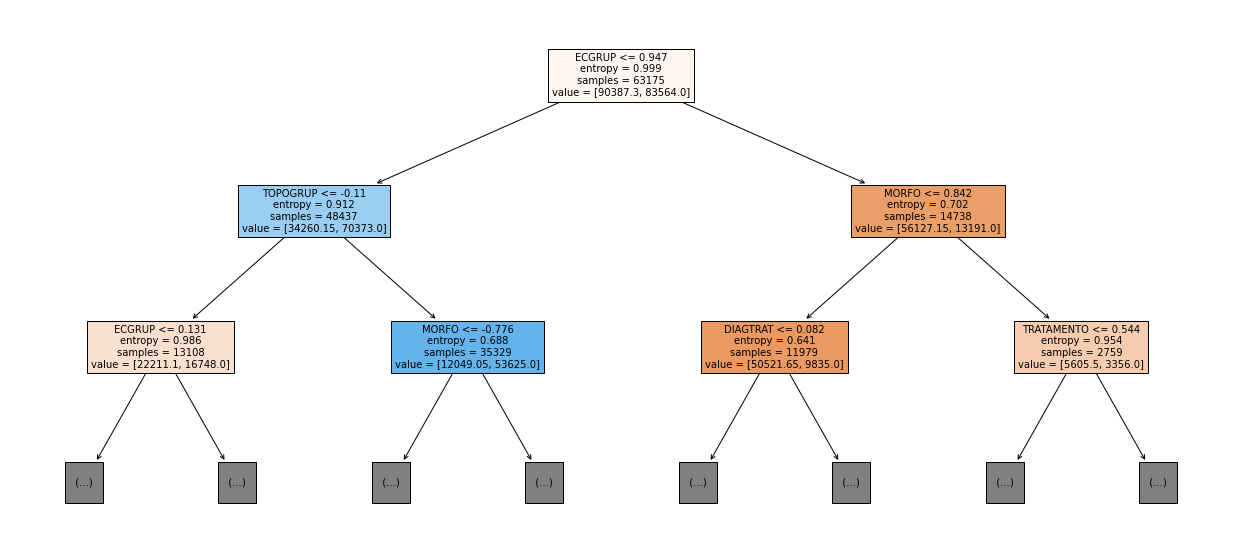 ECGRUP <= 0.947
entropy = 0.999
samples = 63175
value = [90387.3, 83564.0]
TOPOGRUP <= -0.11
entropy = 0.912
samples = 48437
value = [34260.15, 70373.0]
MORFO <= 0.842
entropy = 0.702
samples = 14738
value = [56127.15, 13191.0]
ECGRUP <= 0.131
entropy = 0.986
samples = 13108
value = [22211.1, 16748.0]
MORFO <= -0.776
entropy = 0.688
samples = 35329
value = [12049.05, 53625.0]
DIAGTRAT <= 0.082
entropy = 0.641
samples = 11979
value = [50521.65, 9835.0]
TRATAMENTO <= 0.544
entropy = 0.954
samples = 2759
value = [5605.5, 3356.0]
(...)
(...)
(...)
(...)
(...)
(...)
(...)
(...)